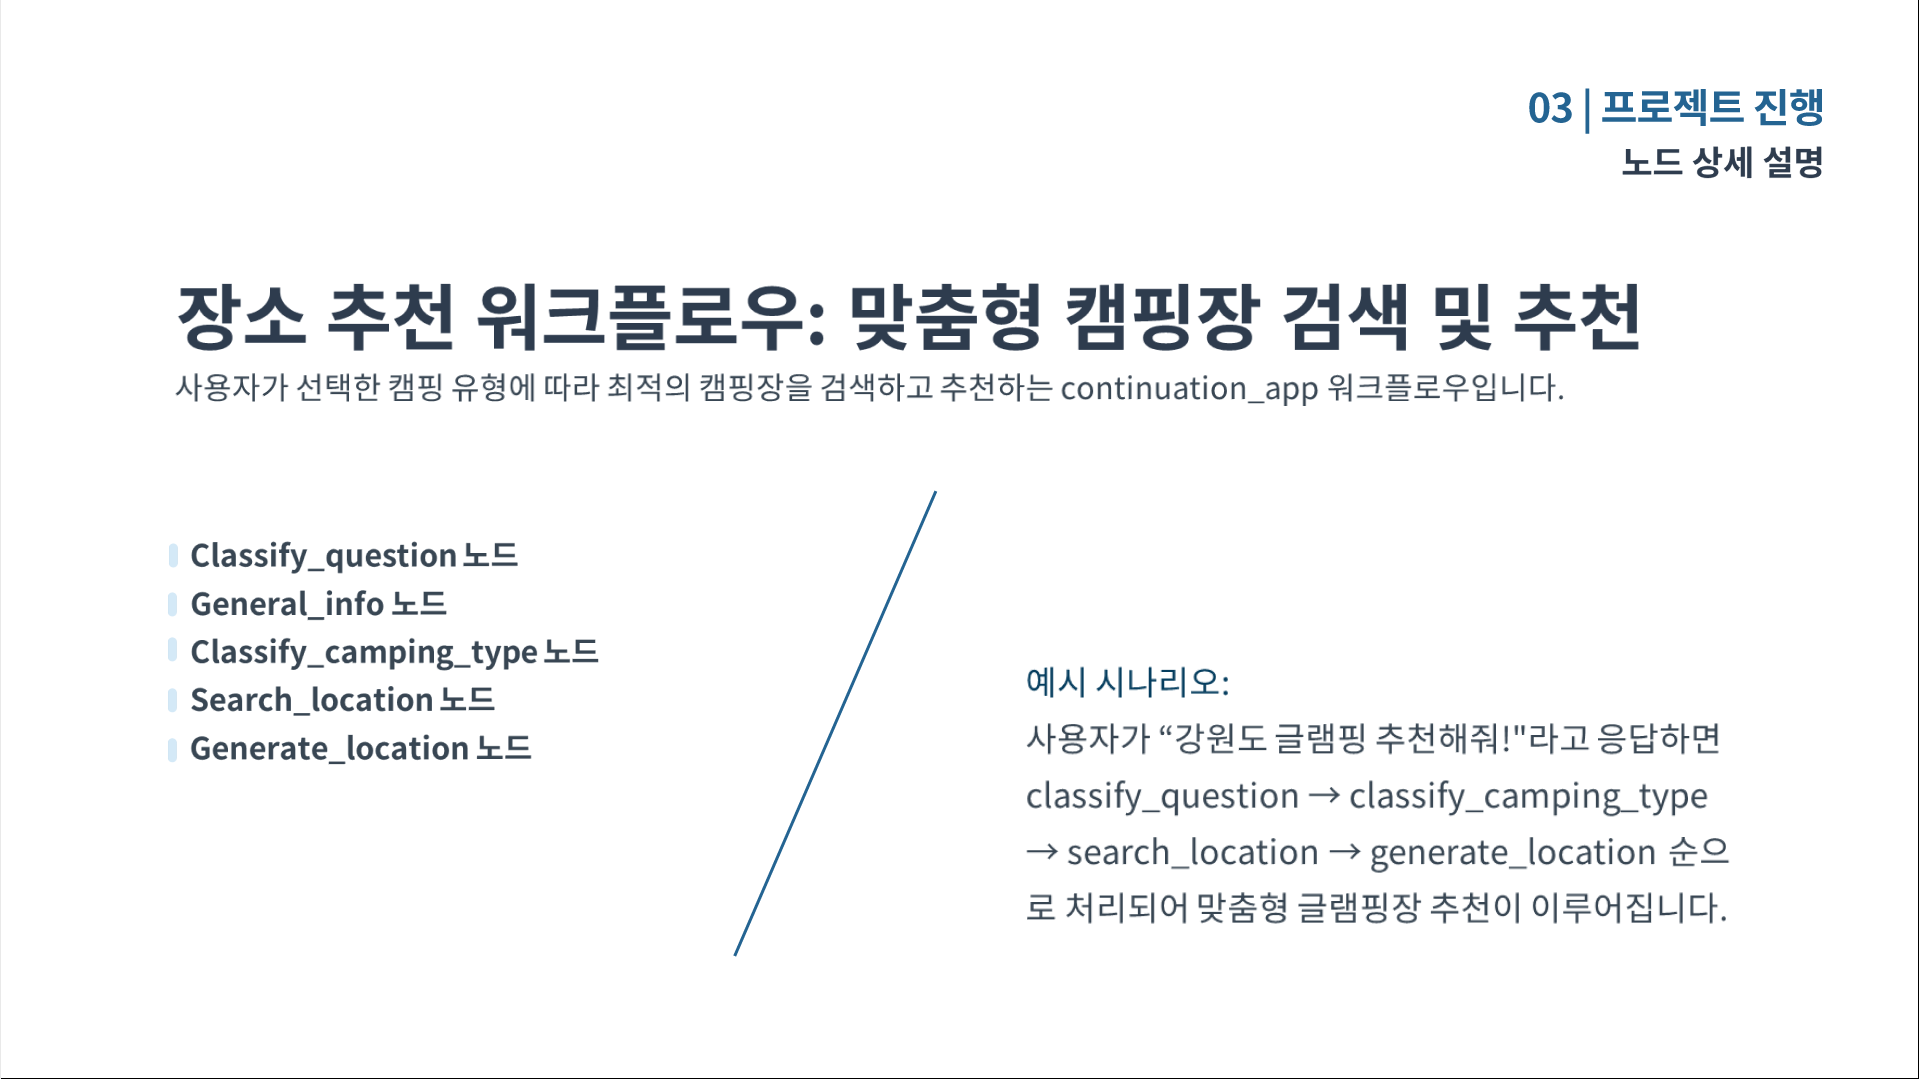 03 | 프로젝트 진행
노드 상세 설명
장소 추천 워크플로우: 맞춤형 캠핑장 검색 및 추천
사용자가 선택한 캠핑 유형에 따라 최적의 캠핑장을 검색하고 추천하는 continuation_app 워크플로우입니다.
Classify_question 노드
General_info 노드
Classify_camping_type 노드
Search_location 노드
Generate_location 노드
예시 시나리오:
사용자가 “강원도 글램핑 추천해줘!"라고 응답하면
classify_question → classify_camping_type
→ search_location → generate_location 순으
로 처리되어 맞춤형 글램핑장 추천이 이루어집니다.